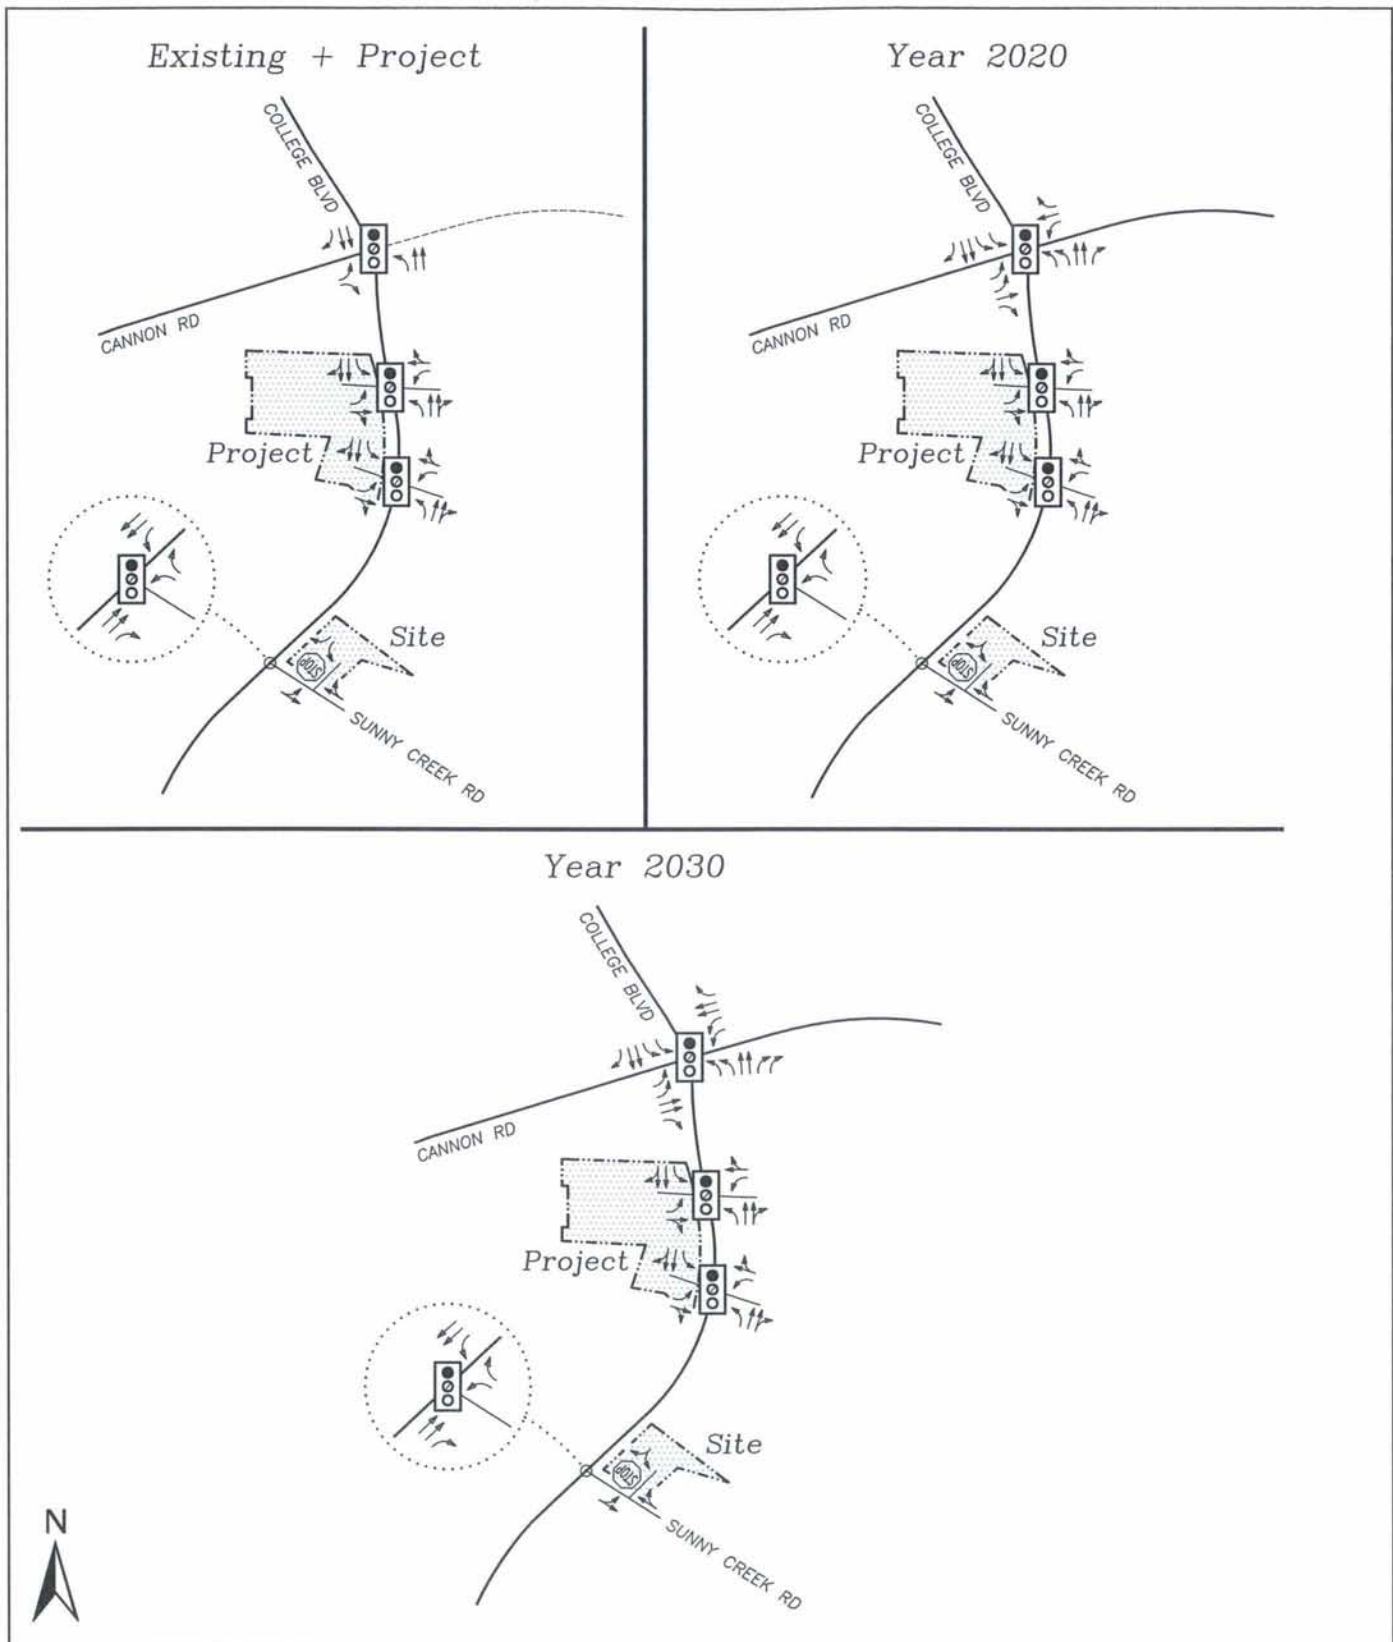 Existing + Project
COLLEGE BLVD
CANNON RD
Project
Site
STOP
SUNNY CREEK RD
Year 2020
COLLEGE BLVD
CANNON RD
Project
Site
STOP
SUNNY CREEK RD
Year 2030
COLLEGE BLVD
CANNON RD
Project
Site
STOP
SUNNY CREEK RD
N